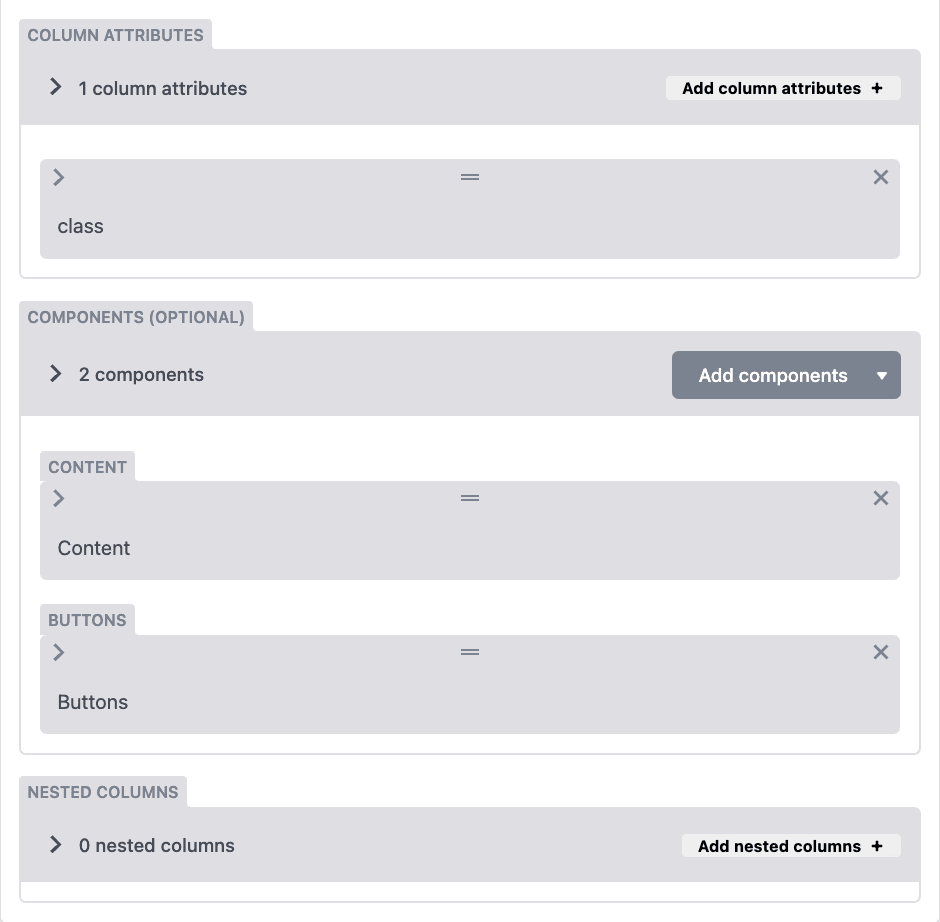 COLUMN ATTRIBUTES
1 column attributes
Add column attributes +
class
COMPONENTS (OPTIONAL)
2 components
Add components
CONTENT
Content
BUTTONS
Buttons
NESTED COLUMNS
0 nested columns
Add nested columns +